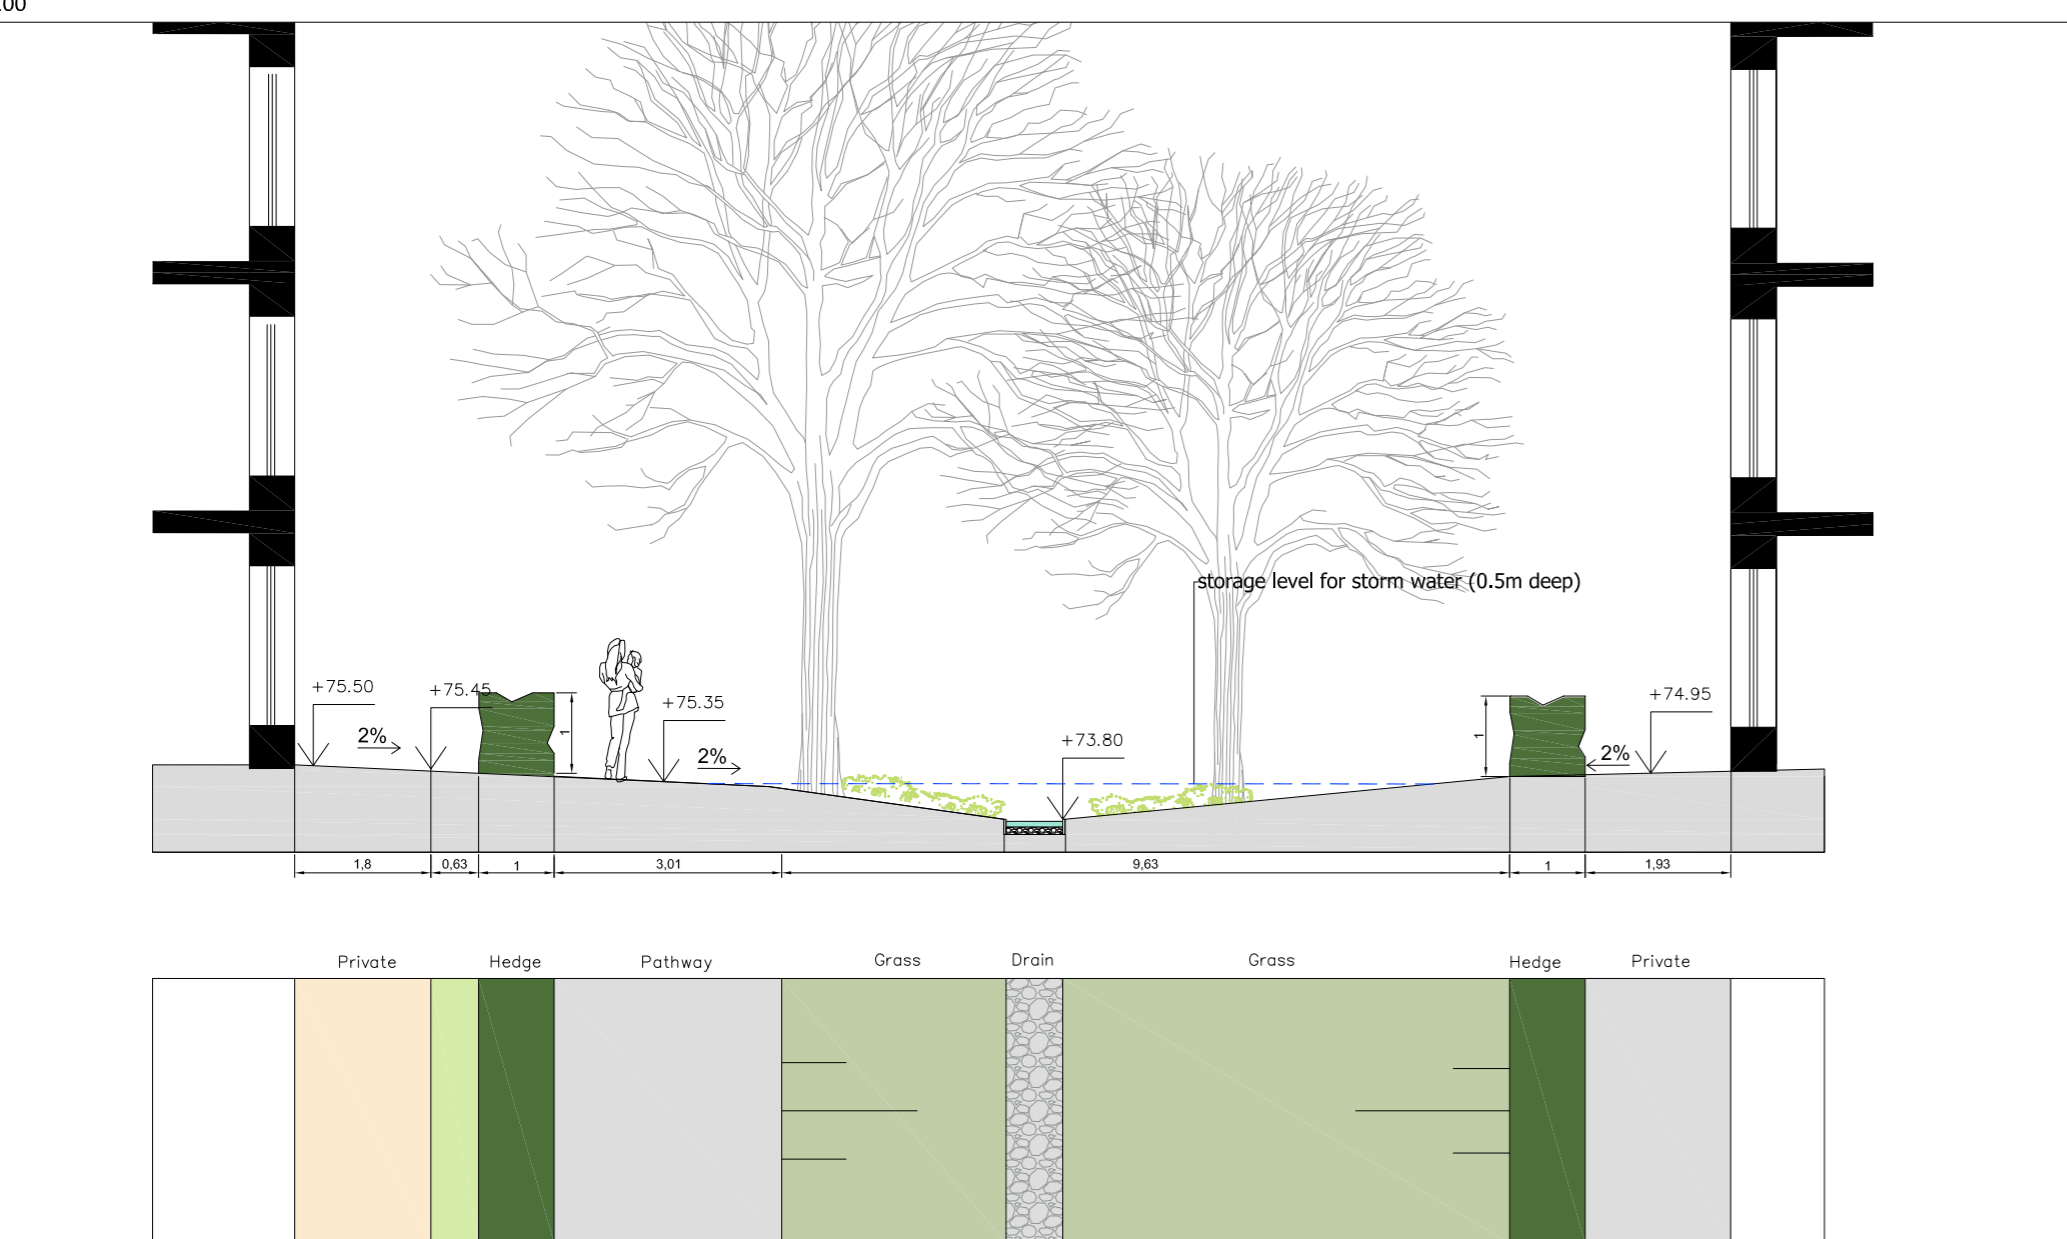 .00
storage level for storm water (0.5m deep)
+75.50
+75.45
+75.35
+73.80
+74.95
2%
2%
2%
1
1
1,8
0,63
1
3,01
9,63
1
1,93
Private
Hedge
Pathway
Grass
Drain
Grass
Hedge
Private